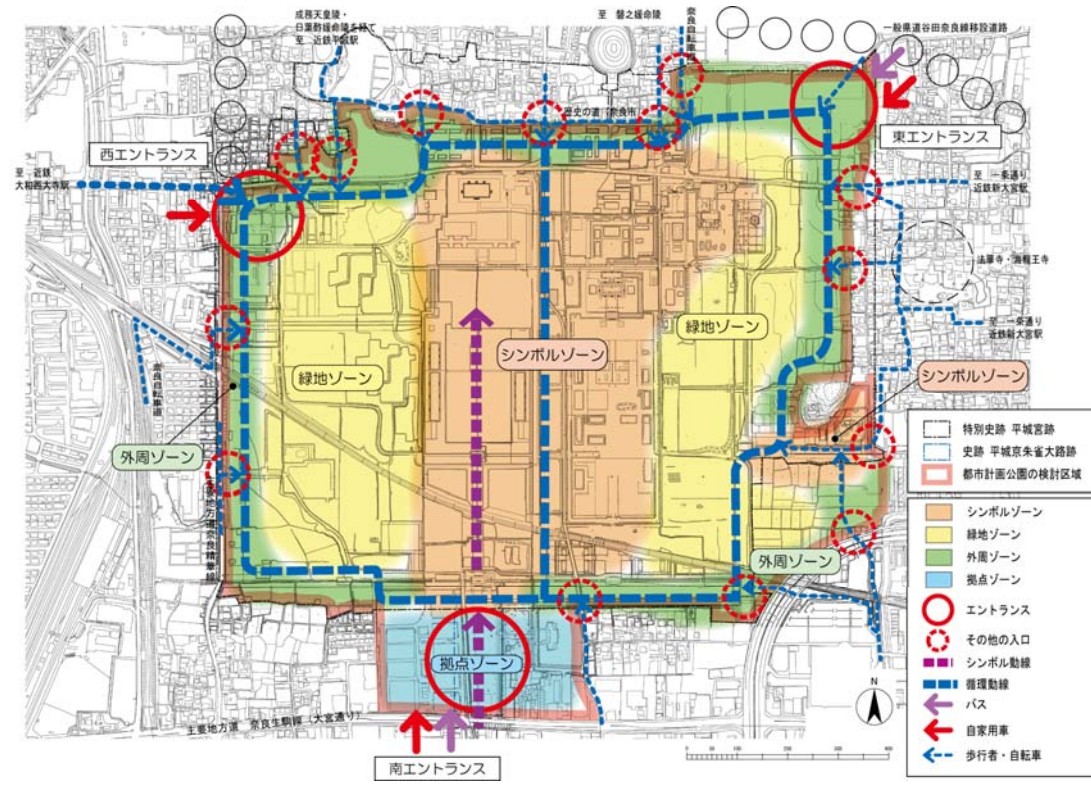 成務天皇陵・
日葉酢媛命陵を経て
至 近鉄平城駅
至 磐之媛命陵
奈良自転車道
一般県道谷田奈良線移設道路
歴史の道（奈良市）
西エントランス
東エントランス
至 近鉄
大和西大寺駅
至 一条通り
近鉄新大宮駅
法華寺・海龍王寺
至 一条通り
近鉄新大宮駅
緑地ゾーン
シンボルゾーン
緑地ゾーン
シンボルゾーン
奈良自転車道
外周ゾーン
外周ゾーン
拠点ゾーン
主要地方道 奈良生駒線（大宮通り）
南エントランス
特別史跡 平城宮跡
史跡 平城京朱雀大路跡
都市計画公園の検討区域
シンボルゾーン
緑地ゾーン
外周ゾーン
拠点ゾーン
エントランス
その他の入口
シンボル動線
循環動線
バス
自家用車
歩行者・自転車
N